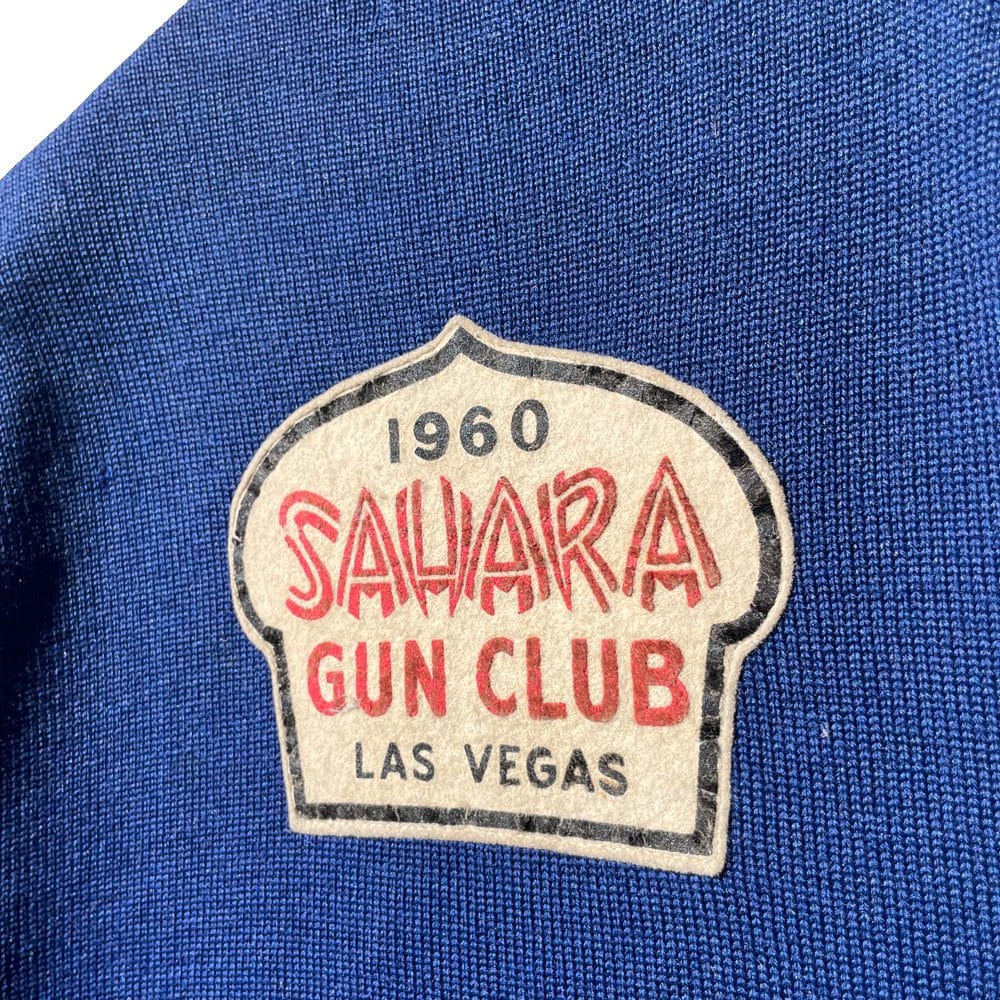 1960
SAHARA
GUN CLUB
LAS VEGAS